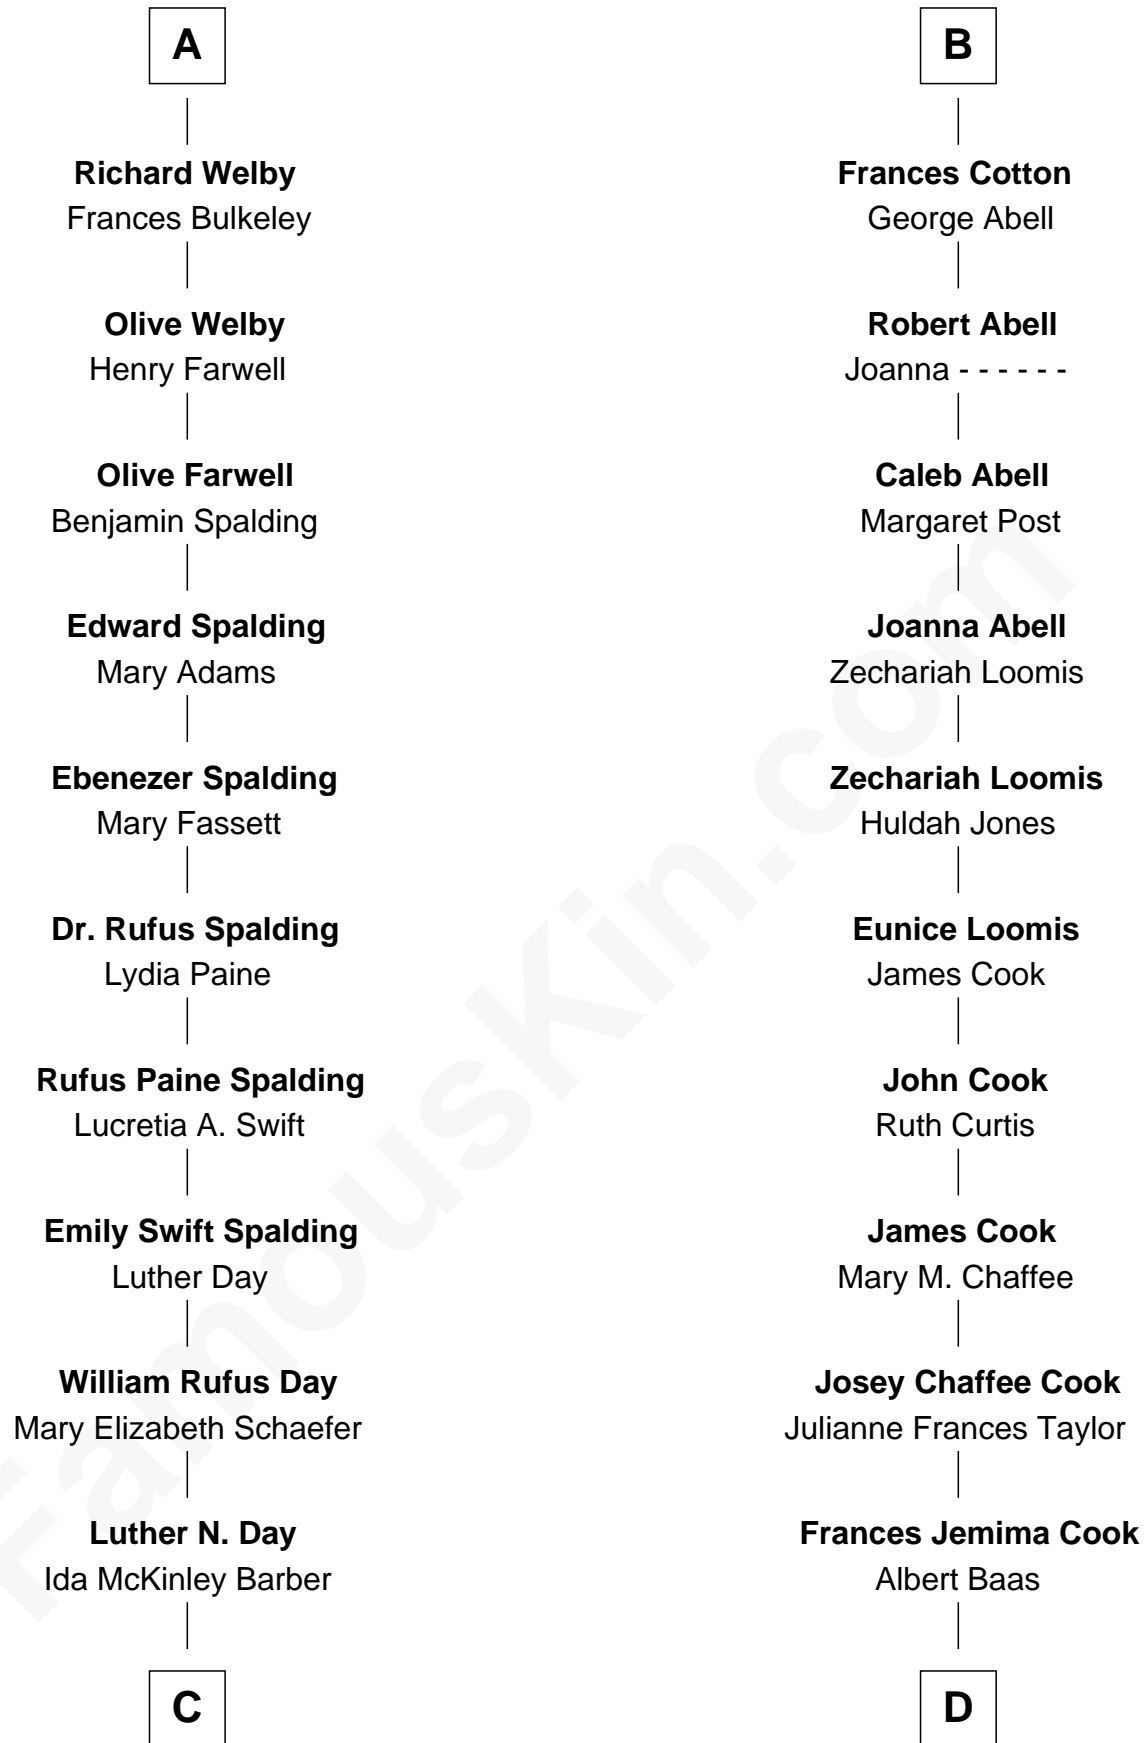 A
Richard Welby
Frances Bulkeley
Olive Welby
Henry Farwell
Olive Farwell
Benjamin Spalding
Edward Spalding
Mary Adams
Ebenezer Spalding
Mary Fassett
Dr. Rufus Spalding
Lydia Paine
Rufus Paine Spalding
Lucretia A. Swift
Emily Swift Spalding
Luther Day
William Rufus Day
Mary Elizabeth Schaefer
Luther N. Day
Ida McKinley Barber
C
B
Frances Cotton
George Abell
Robert Abell
Joanna - - - - - -
Caleb Abell
Margaret Post
Joanna Abell
Zechariah Loomis
Zechariah Loomis
Huldah Jones
Eunice Loomis
James Cook
John Cook
Ruth Curtis
James Cook
Mary M. Chaffee
Josey Chaffee Cook
Julianne Frances Taylor
Frances Jemima Cook
Albert Baas
D
FamousKin.com